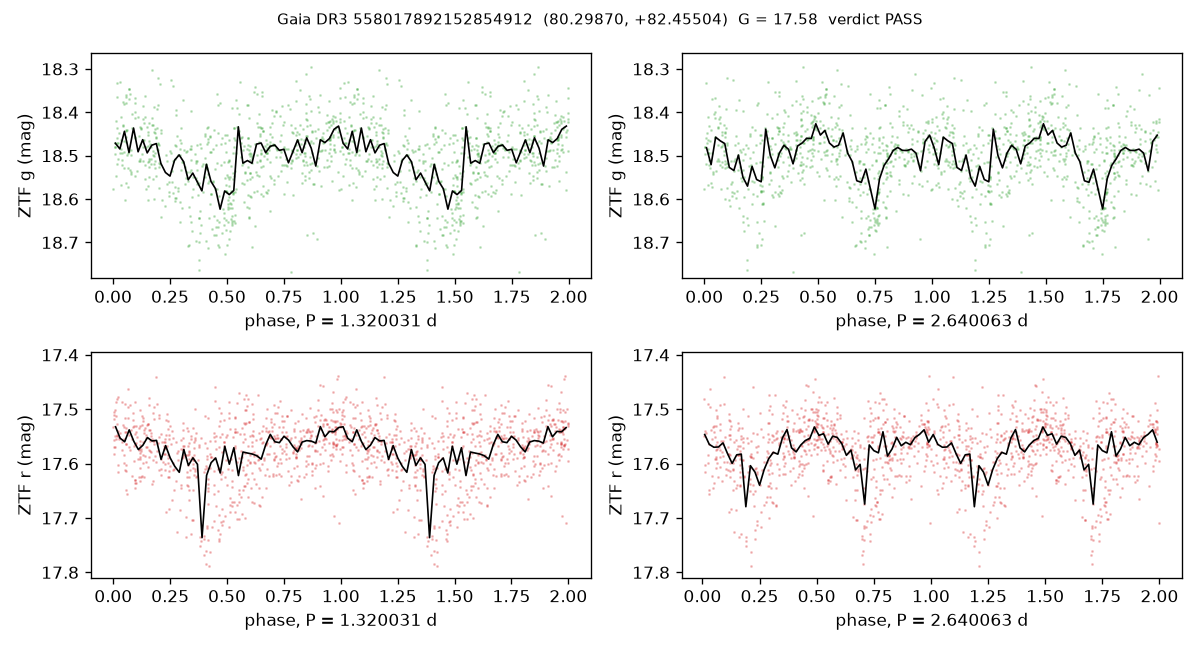 Gaia DR3 558017892152854912 (80.29870, +82.45504) G = 17.58 verdict PASS
18.3
18.4
18.5
18.6
18.7
ZTF g (mag)
0.00 0.25 0.50 0.75 1.00 1.25 1.50 1.75 2.00
phase, P = 1.320031 d
18.3
18.4
18.5
18.6
18.7
ZTF g (mag)
0.00 0.25 0.50 0.75 1.00 1.25 1.50 1.75 2.00
phase, P = 2.640063 d
17.4
17.5
17.6
17.7
17.8
ZTF r (mag)
0.00 0.25 0.50 0.75 1.00 1.25 1.50 1.75 2.00
phase, P = 1.320031 d
17.4
17.5
17.6
17.7
17.8
ZTF r (mag)
0.00 0.25 0.50 0.75 1.00 1.25 1.50 1.75 2.00
phase, P = 2.640063 d